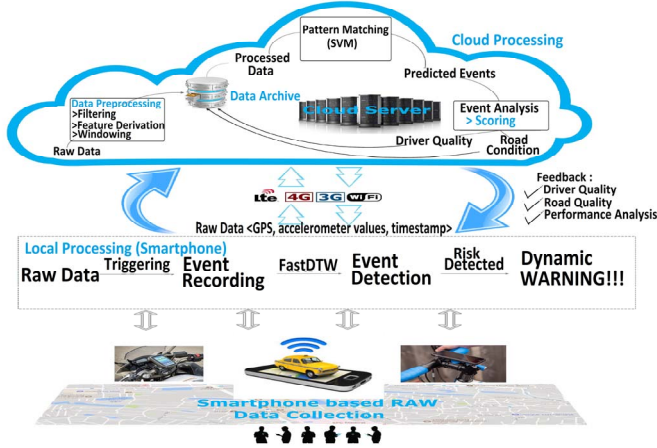 Pattern Matching
(SVM)
Cloud Processing
Processed
Data
Predicted Events
Data Archive
Data Preprocessing
>Filtering
>Feature Derivation
>Windowing
Raw Data
Cloud Server
Event Analysis
> Scoring
Driver Quality
Road
Condition
Lte 4G 3G WiFi
Feedback :
Driver Quality
Road Quality
Performance Analysis
Raw Data <GPS, accelerometer values, timestamp>
Local Processing (Smartphone)
Raw Data
Triggering
Event
Recording
FastDTW
Event
Detection
Risk
Detected
Dynamic
WARNING!!!
Smartphone based RAW
Data Collection